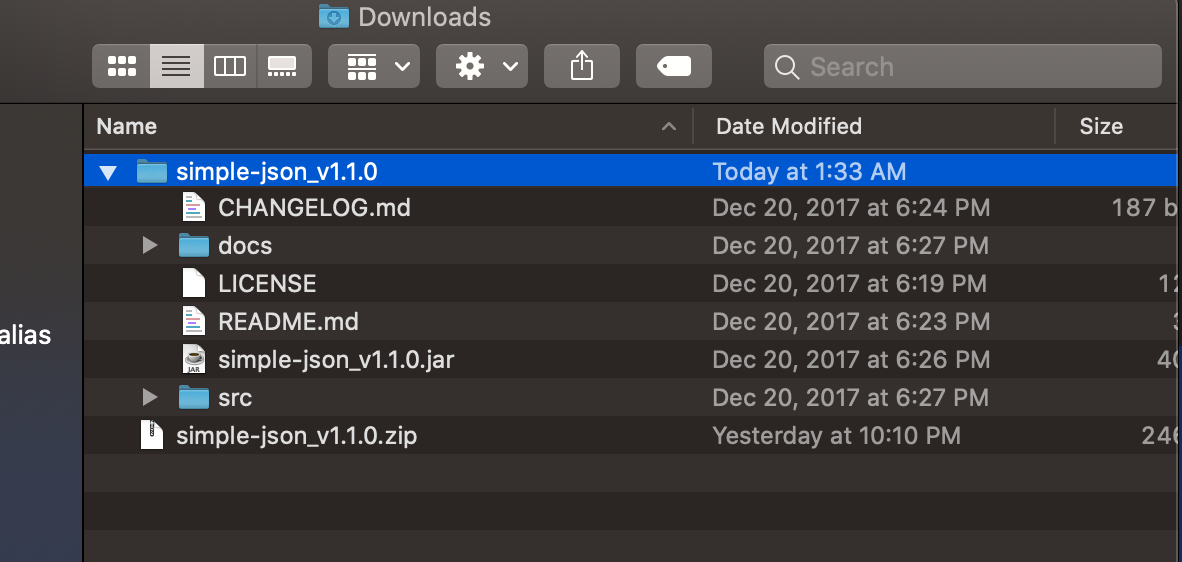 Downloads
Search
Name Date Modified Size
simple-json_v1.1.0 Today at 1:33 AM
CHANGELOG.md Dec 20, 2017 at 6:24 PM 187 b
docs Dec 20, 2017 at 6:27 PM
LICENSE Dec 20, 2017 at 6:19 PM 12
README.md Dec 20, 2017 at 6:23 PM
alias
simple-json_v1.1.0.jar Dec 20, 2017 at 6:26 PM
JAR
src Dec 20, 2017 at 6:27 PM
simple-json_v1.1.0.zip Yesterday at 10:10 PM 246